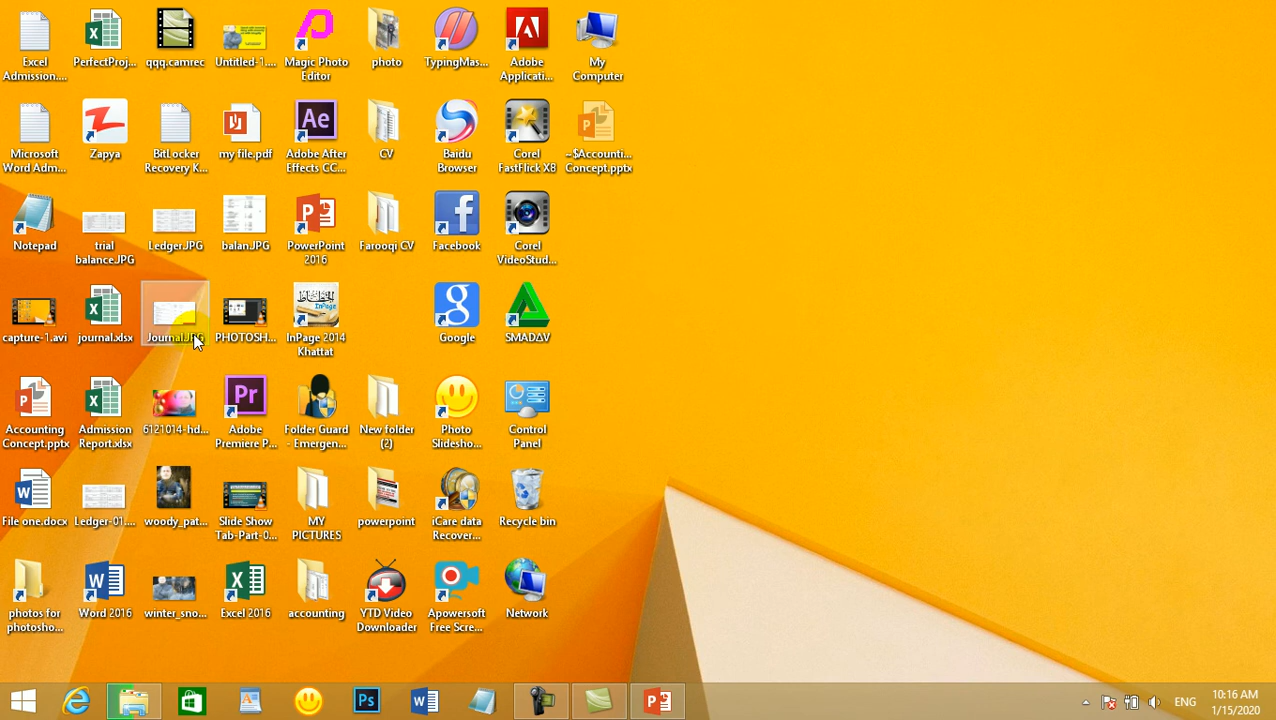 Excel
Admission....
PerfectProj...
qqq.camrec
Untitled-1....
Magic Photo
Editor
photo
TypingMas...
Adobe
Applicati...
My
Computer
Microsoft
Word Adm...
Zapya
BitLocker
Recovery K...
my file.pdf
Ae
Adobe After
Effects CC...
CV
Baidu
Browser
Corel
FastFlick X8
~$Accounti...
Concept.pptx
Notepad
trial
balance.JPG
Ledger.JPG
balan.JPG
PowerPoint
2016
Farooqi CV
Facebook
Corel
VideoStud...
capture-1.avi
journal.xlsx
Journal.JPG
PHOTOSH...
InPage
InPage 2014
Khattat
Google
SMADΔV
Accounting
Concept.pptx
Admission
Report.xlsx
6121014-hd...
Pr
Adobe
Premiere P...
Folder Guard
- Emergen...
New folder
(2)
Photo
Slidesho...
Control
Panel
File one.docx
Ledger-01....
woody_pat...
Slide Show
Tab-Part-0...
MY
PICTURES
powerpoint
iCare data
Recover...
Recycle bin
photos for
photosho...
Word 2016
winter_sno...
Excel 2016
accounting
YTD Video
Downloader
Apowersoft
Free Scre...
Network
Ps
ENG
10:16 AM
1/15/2020